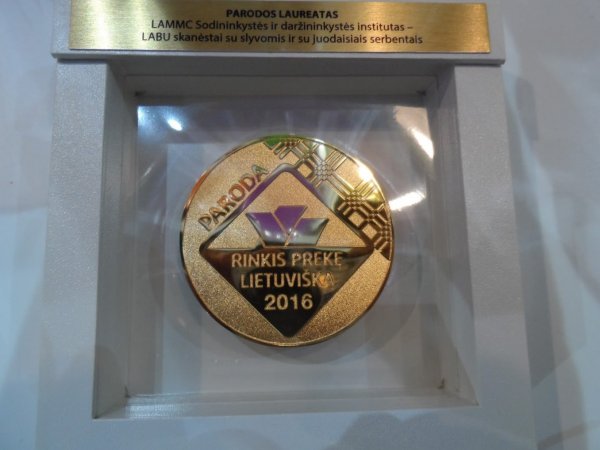 PARODOS LAUREATAS
LAMMC Sodininkystės ir daržininkystės institutas –
LABU skanėstai su slyvomis ir su juodaisiais serbentais
PARODA
RINKIS PREKĘ
LIETUVIŠKĄ
2016